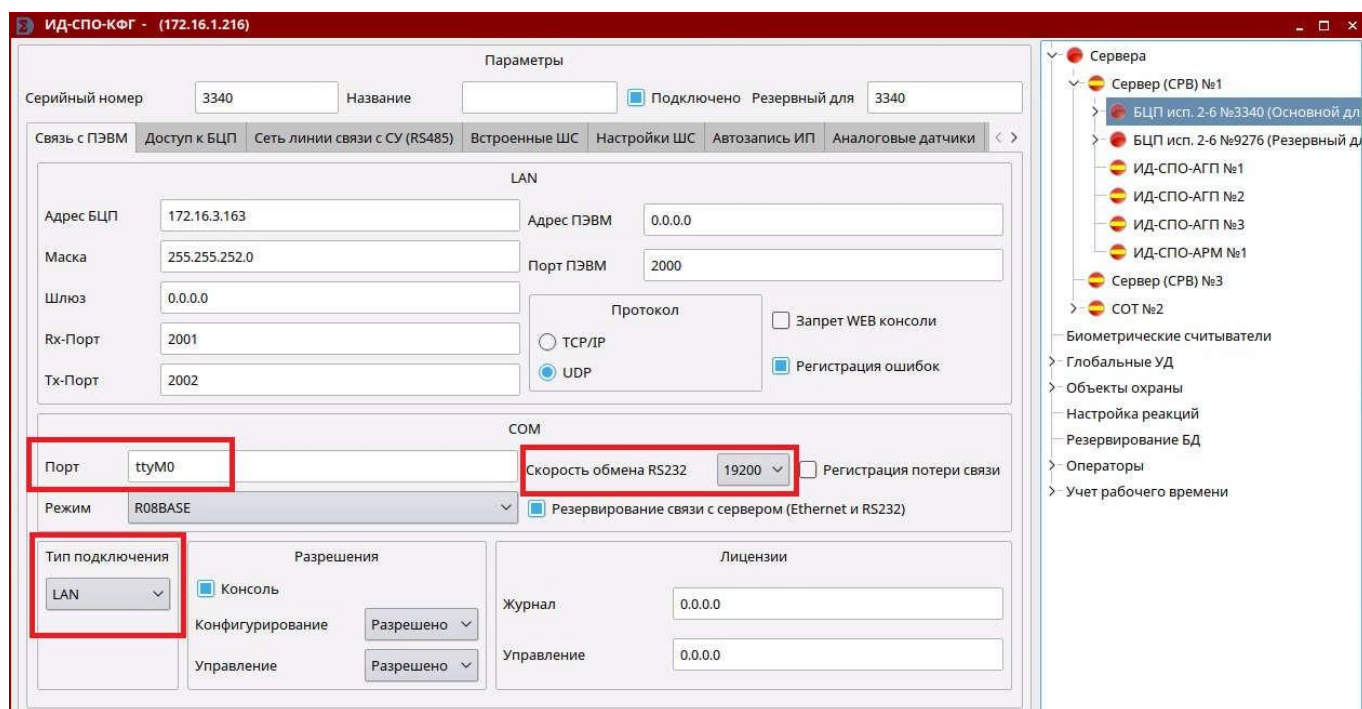 ИД-СПО-КФГ - (172.16.1.216)
Параметры
Серийный номер 3340 Название Подключено Резервный для 3340
Связь с ПЭВМ Доступ к БЦП Сеть линии связи с СУ (RS485) Встроенные ШС Настройки ШС Автозапись ИП Аналоговые датчики
LAN
Адрес БЦП 172.16.3.163 Адрес ПЭВМ 0.0.0.0
Маска 255.255.252.0 Порт ПЭВМ 2000
Шлюз 0.0.0.0
Протокол
Запрет WEB консоли
Rx-Порт 2001 TCP/IP
Регистрация ошибок
Tx-Порт 2002 UDP
COM
Порт ttyM0 Скорость обмена RS232 19200 Регистрация потери связи
Режим R08BASE Резервирование связи с сервером (Ethernet и RS232)
Тип подключения
LAN
Разрешения
Консоль
Конфигурирование Разрешено
Управление Разрешено
Лицензии
Журнал 0.0.0.0
Управление 0.0.0.0
Сервера
Сервер (СРВ) №1
БЦП исп. 2-6 №3340 (Основной дл
БЦП исп. 2-6 №9276 (Резервный д
ИД-СПО-АГП №1
ИД-СПО-АГП №2
ИД-СПО-АГП №3
ИД-СПО-АРМ №1
Сервер (СРВ) №3
СОТ №2
Биометрические считыватели
Глобальные УД
Объекты охраны
Настройка реакций
Резервирование БД
Операторы
Учет рабочего времени